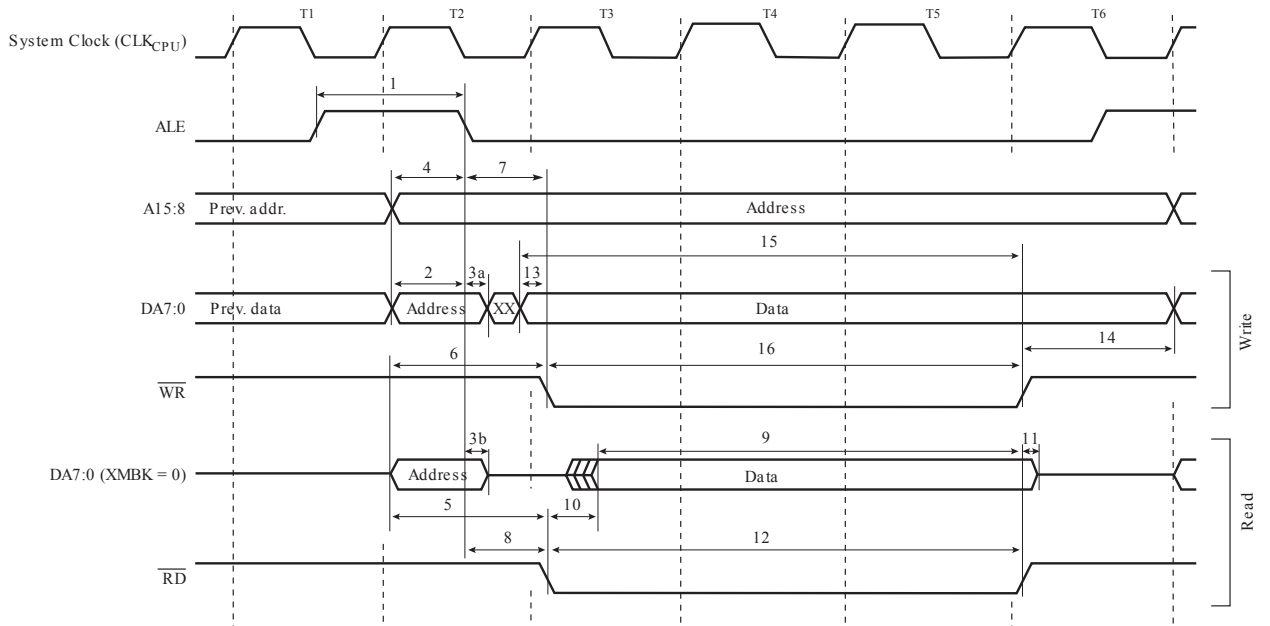 T1 T2 T3 T4 T5 T6
System Clock (CLKCPU)
1
ALE
4 7
A15:8 Prev. addr. Address
15
2 3a 13
DA7:0 Prev. data Address XX Data
14
6 16
WR
Write
3b 9 11
DA7:0 (XMBK = 0) Address Data
5 10
8 12
RD
Read